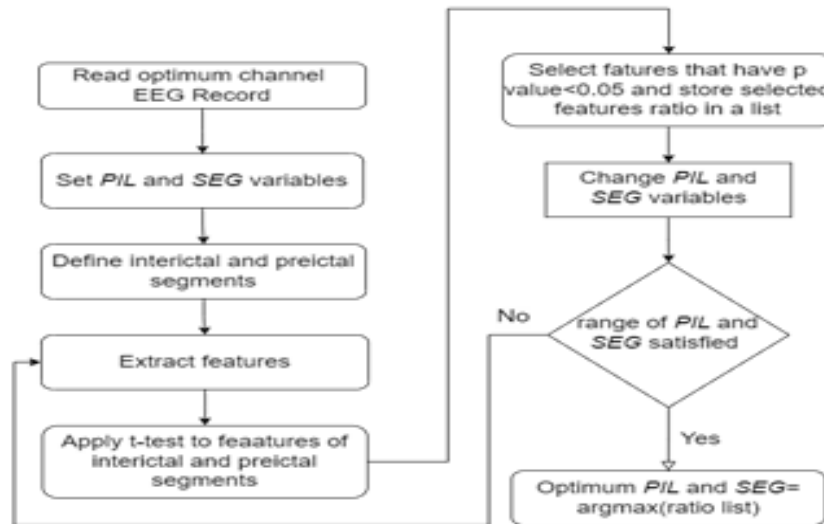 Read optimum channel
EEG Record
Set PIL and SEG variables
Define interictal and preictal
segments
Extract features
Apply t-test to feaatures of
interictal and preictal
segments
Select fatures that have p
value<0.05 and store selected
features ratio in a list
Change PIL and
SEG variables
range of PIL and
SEG satisfied
No
Yes
Optimum PIL and SEG=
argmax(ratio list)